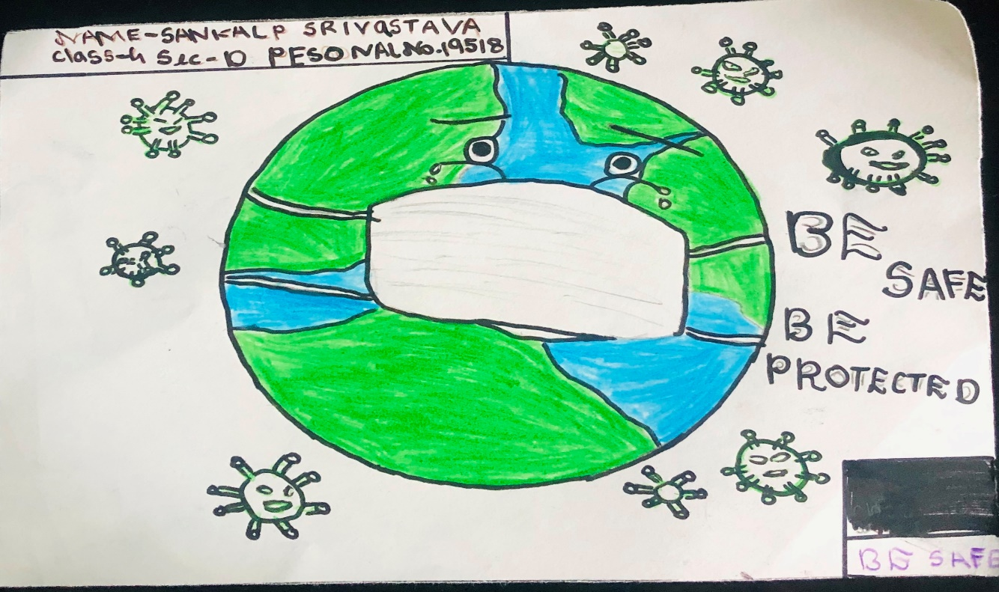 NAME-SANKALP SRIVASTAVA
Class-4 Sec-D PESONALNo.19518
BE
SAFE
BE
PROTECTED
BE SAFE